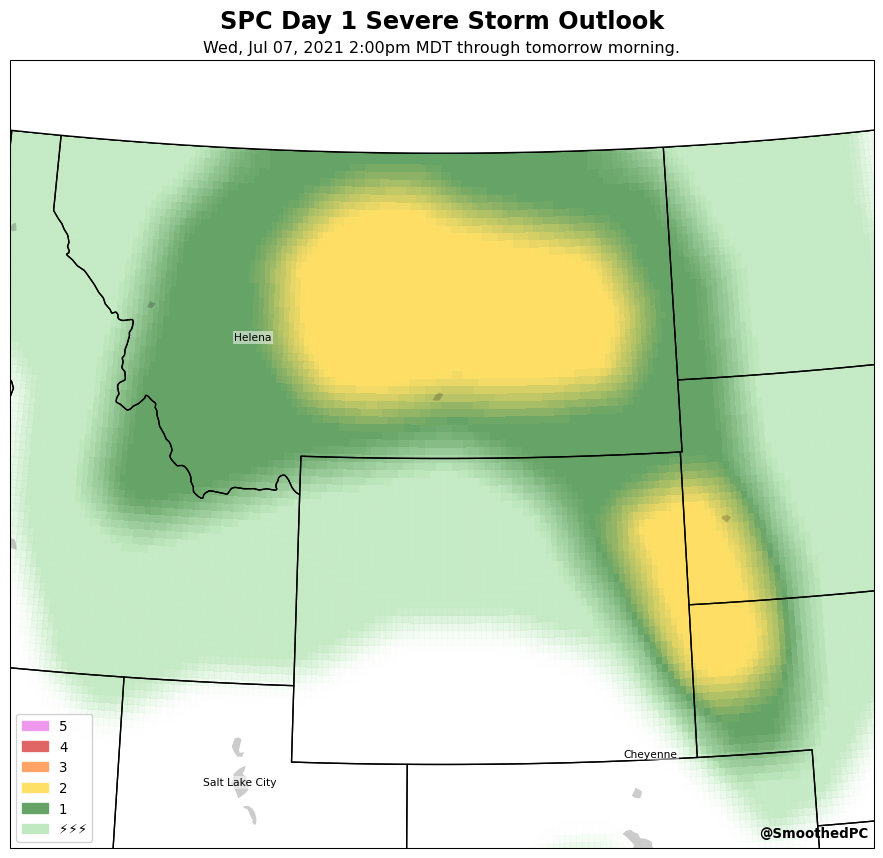 SPC Day 1 Severe Storm Outlook
Wed, Jul 07, 2021 2:00pm MDT through tomorrow morning.
Helena
Cheyenne
Salt Lake City
5
4
3
2
1
⚡⚡⚡
@SmoothedPC